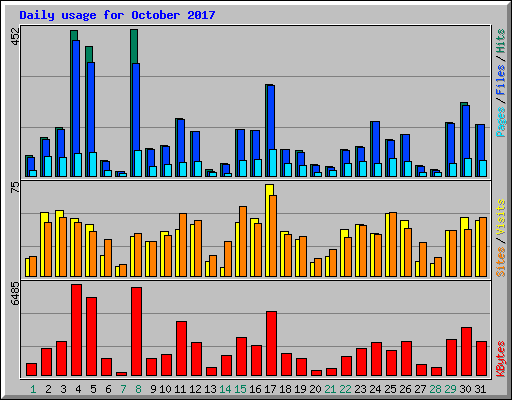 Daily usage for October 2017
452
Pages / Files / Hits
75
Sites / Visits
6485
KBytes
1 2 3 4 5 6 7 8 9 10 11 12 13 14 15 16 17 18 19 20 21 22 23 24 25 26 27 28 29 30 31